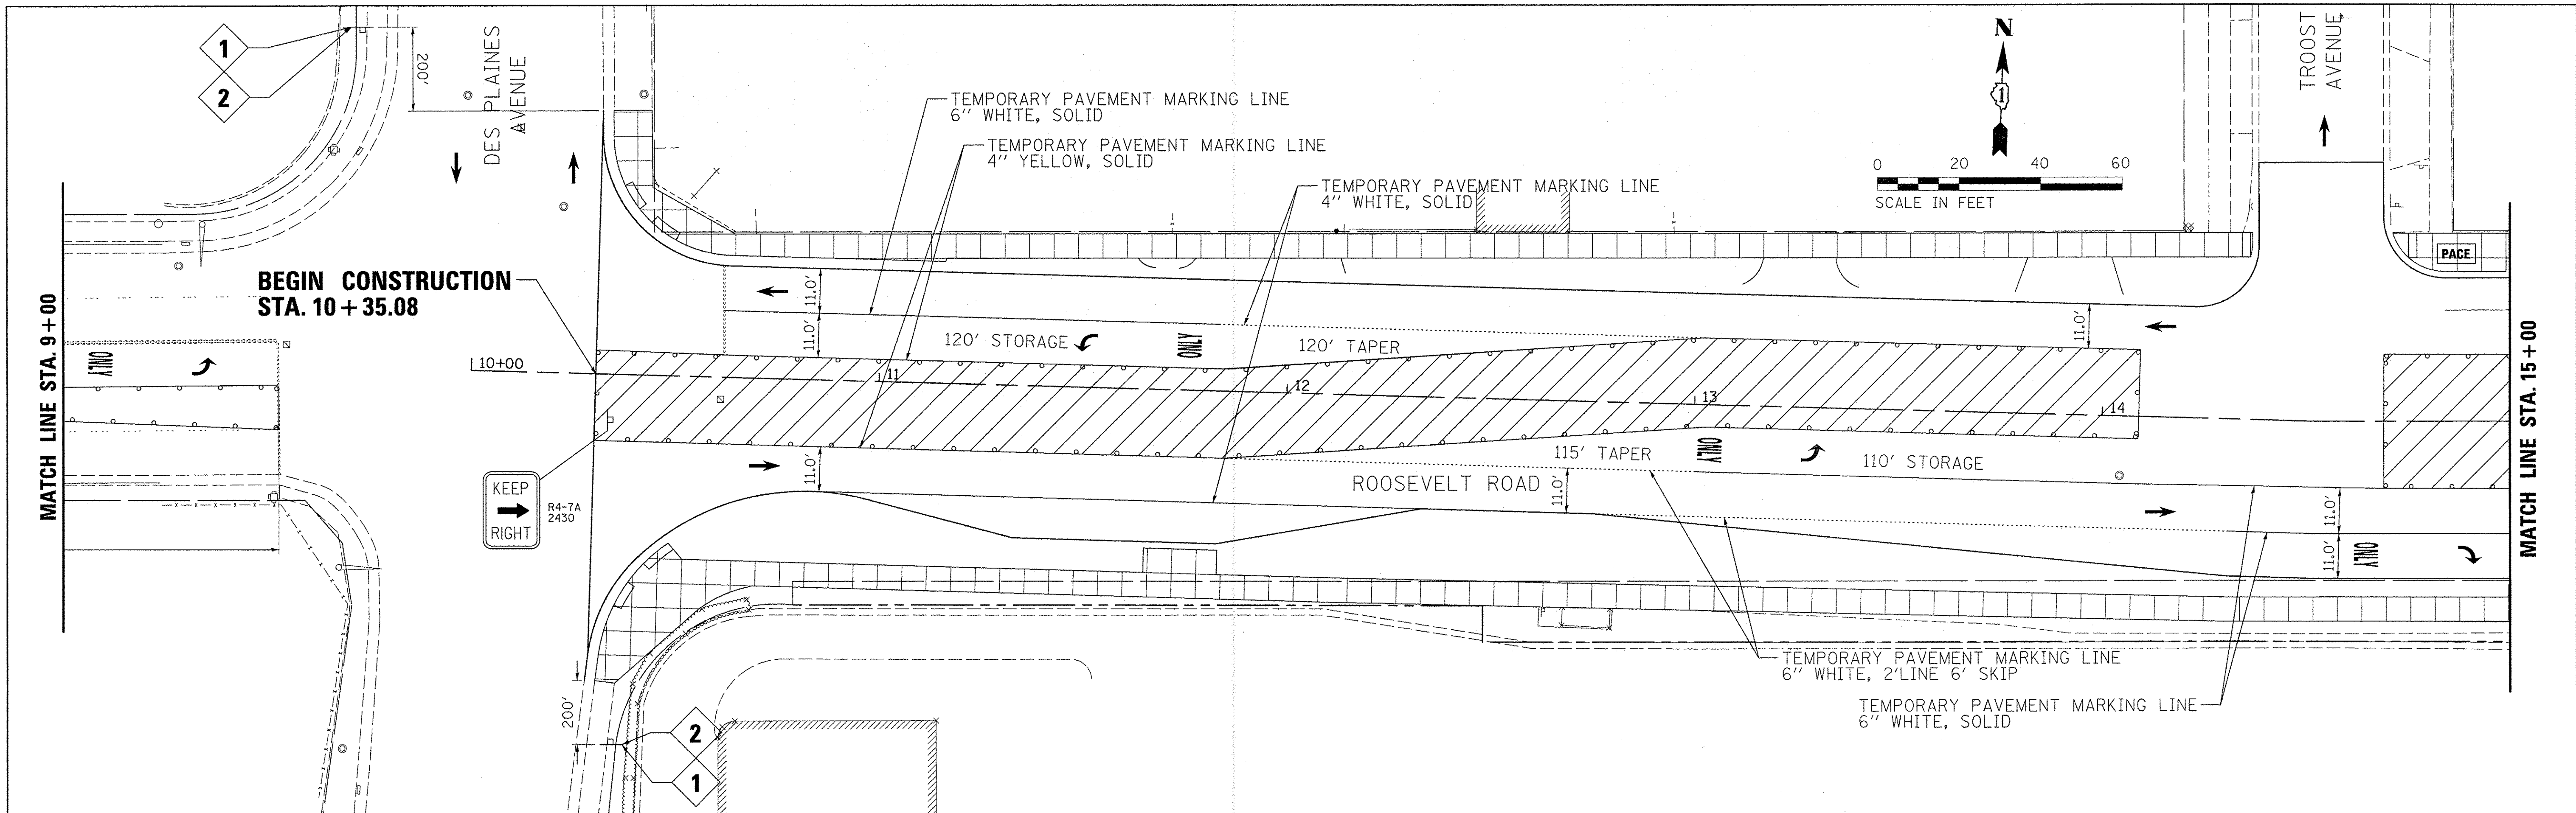 1
2
200'
DES PLAINES
AVENUE
TEMPORARY PAVEMENT MARKING LINE
6" WHITE, SOLID
TEMPORARY PAVEMENT MARKING LINE
4" YELLOW, SOLID
TEMPORARY PAVEMENT MARKING LINE
4" WHITE, SOLID
N
1
0 20 40 60
SCALE IN FEET
TROOST
AVENUE,
PACE
BEGIN CONSTRUCTION
STA. 10 + 35.08
MATCH LINE STA. 9 + 00
MATCH LINE STA. 15 + 00
11.0'
11.0'
11.0'
120' STORAGE
ONLY
120' TAPER
ONLY
10+00
11
12
13
14
KEEP
RIGHT
R4-7A
2430
11.0'
115' TAPER
ONLY
110' STORAGE
ROOSEVELT ROAD
11.0'
11.0'
11.0'
ONLY
TEMPORARY PAVEMENT MARKING LINE
6" WHITE, 2'LINE 6' SKIP
TEMPORARY PAVEMENT MARKING LINE
6" WHITE, SOLID
200'
2
1